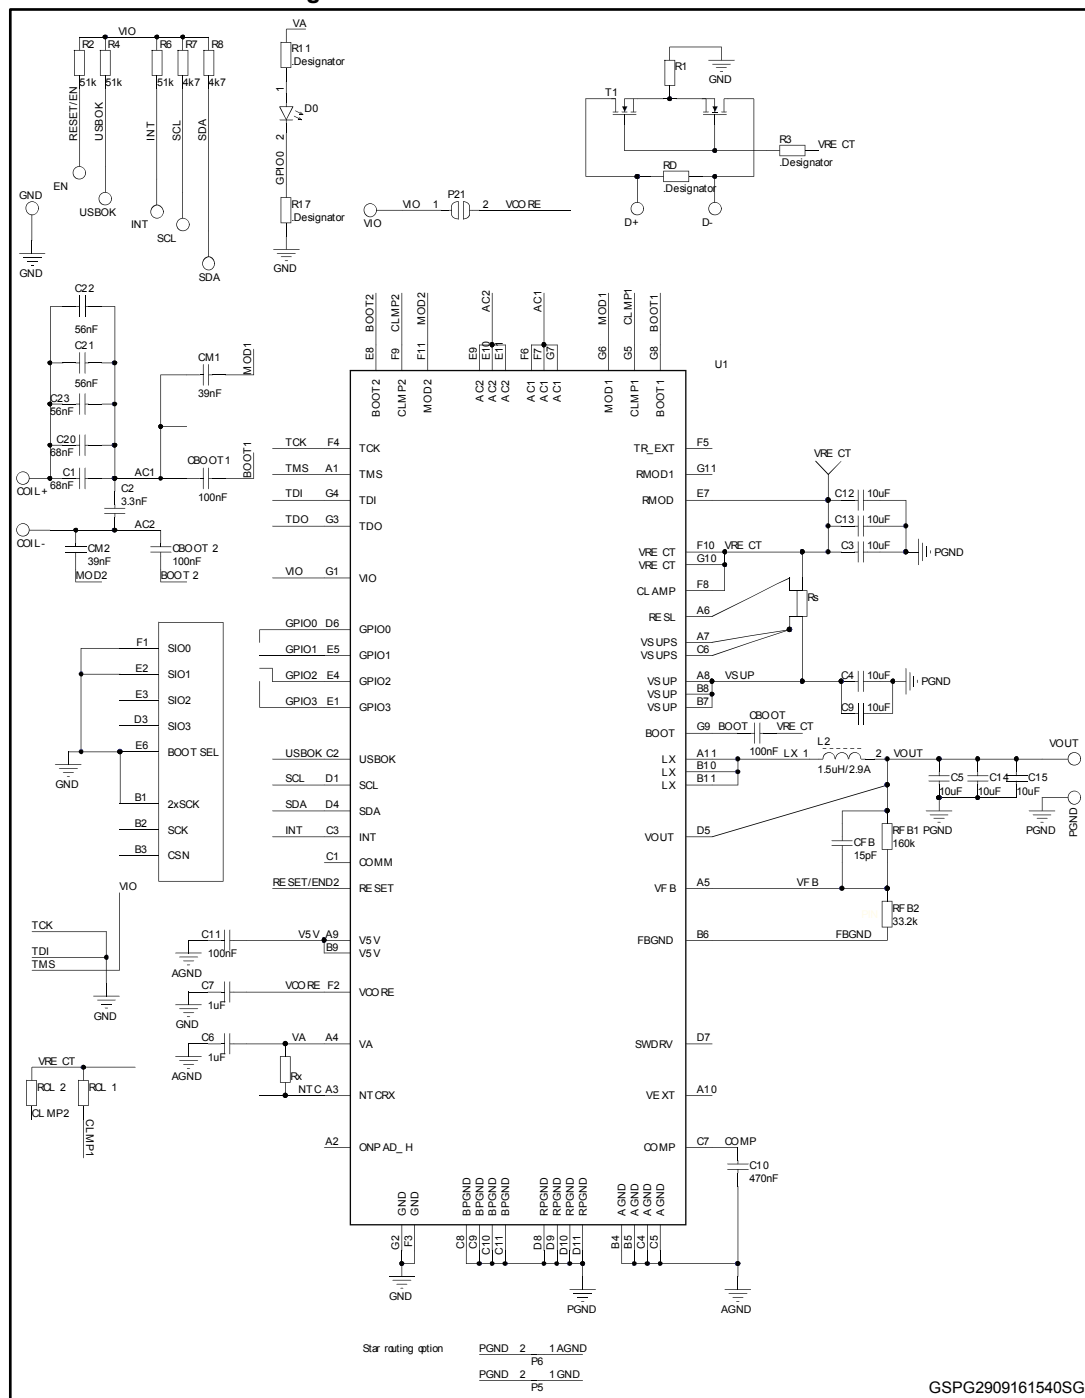 VIO
R2
R4
R6
R7
R8
51k
51k
51k
4k7
4k7
RESET/EN
USBOK
INT
SCL
SDA
EN
USBOK
INT
SCL
SDA
GND
GND
VA
R11
.Designator
1
D0
2
GPIO0
R17
.Designator
GND
VIO
VIO 1
P21
2 VCORE
R1
GND
T1
R3
.Designator
VRECT
RD
.Designator
D+
D-
C22
56nF
C21
56nF
C23
56nF
C20
68nF
C1
68nF
COIL+
AC1
C2
3.3nF
CM1
39nF
MOD1
CBOOT1
100nF
BOOT1
COIL-
AC2
CM2
39nF
MOD2
CBOOT2
100nF
BOOT2
E8 BOOT2
F9 CLMP2
F11 MOD2
E9
E10
E11
AC2
F6
F7
G7
AC1
G6 MOD1
G5 CLMP1
G8 BOOT1
U1
BOOT2
CLMP2
MOD2
AC2
AC2
AC2
AC1
AC1
AC1
MOD1
CLMP1
BOOT1
TCK F4 TCK
TMS A1 TMS
TDI G4 TDI
TDO G3 TDO
VIO G1 VIO
GPIO0 D6 GPIO0
GPIO1 E5 GPIO1
GPIO2 E4 GPIO2
GPIO3 E1 GPIO3
USBOK C2 USBOK
SCL D1 SCL
SDA D4 SDA
INT C3 INT
C1 COMM
RESET/END2 RESET
C11
100nF
AGND
V5V A9 V5V
B9 V5V
C7
1uF
GND
VCORE F2 VCORE
C6
1uF
AGND
VA A4 VA
Rx
NTC A3 NTCRX
A2 ONPAD_H
F1 SIO0
E2 SIO1
E3 SIO2
D3 SIO3
E6 BOOTSEL
B1 2xSCK
B2 SCK
B3 CSN
GND
VIO
TCK
TDI
TMS
GND
VRECT
RCL 2
RCL 1
CLMP2
CLMP1
TR_EXT F5
RMOD1 G11
RMOD E7
VRECT
C12 10uF
C13 10uF
C3 10uF
PGND
VRECT F10 VRECT
VRECT G10
CLAMP F8
RESL A6
Rs
VSUPS A7
VSUPS C6
VSUP A8 VSUP
VSUP B8
VSUP B7
C4 10uF
C9 10uF
PGND
BOOT G9 BOOT
CBOOT
100nF
VRECT
LX A11
LX B10
LX B11
LX 1
L2
1.5uH/2.9A
2 VOUT
VOUT
C5
10uF
C14
10uF
C15
10uF
PGND
PGND
PGND
VOUT D5
CFB
15pF
RFB1
160k
VFB A5 VFB
RFB2
33.2k
FBGND B6 FBGND
SWDRV D7
VEXT A10
COMP C7 COMP
C10
470nF
GND
GND
BPGND
BPGND
BPGND
BPGND
RPGND
RPGND
RPGND
RPGND
AGND
AGND
AGND
AGND
G2
F3
C8
C9
C10
C11
D8
D9
D10
D11
B4
B5
C4
C5
GND
PGND
AGND
Star routing option
PGND 2 1 AGND
P6
PGND 2 1 GND
P5
GSPG2909161540SG